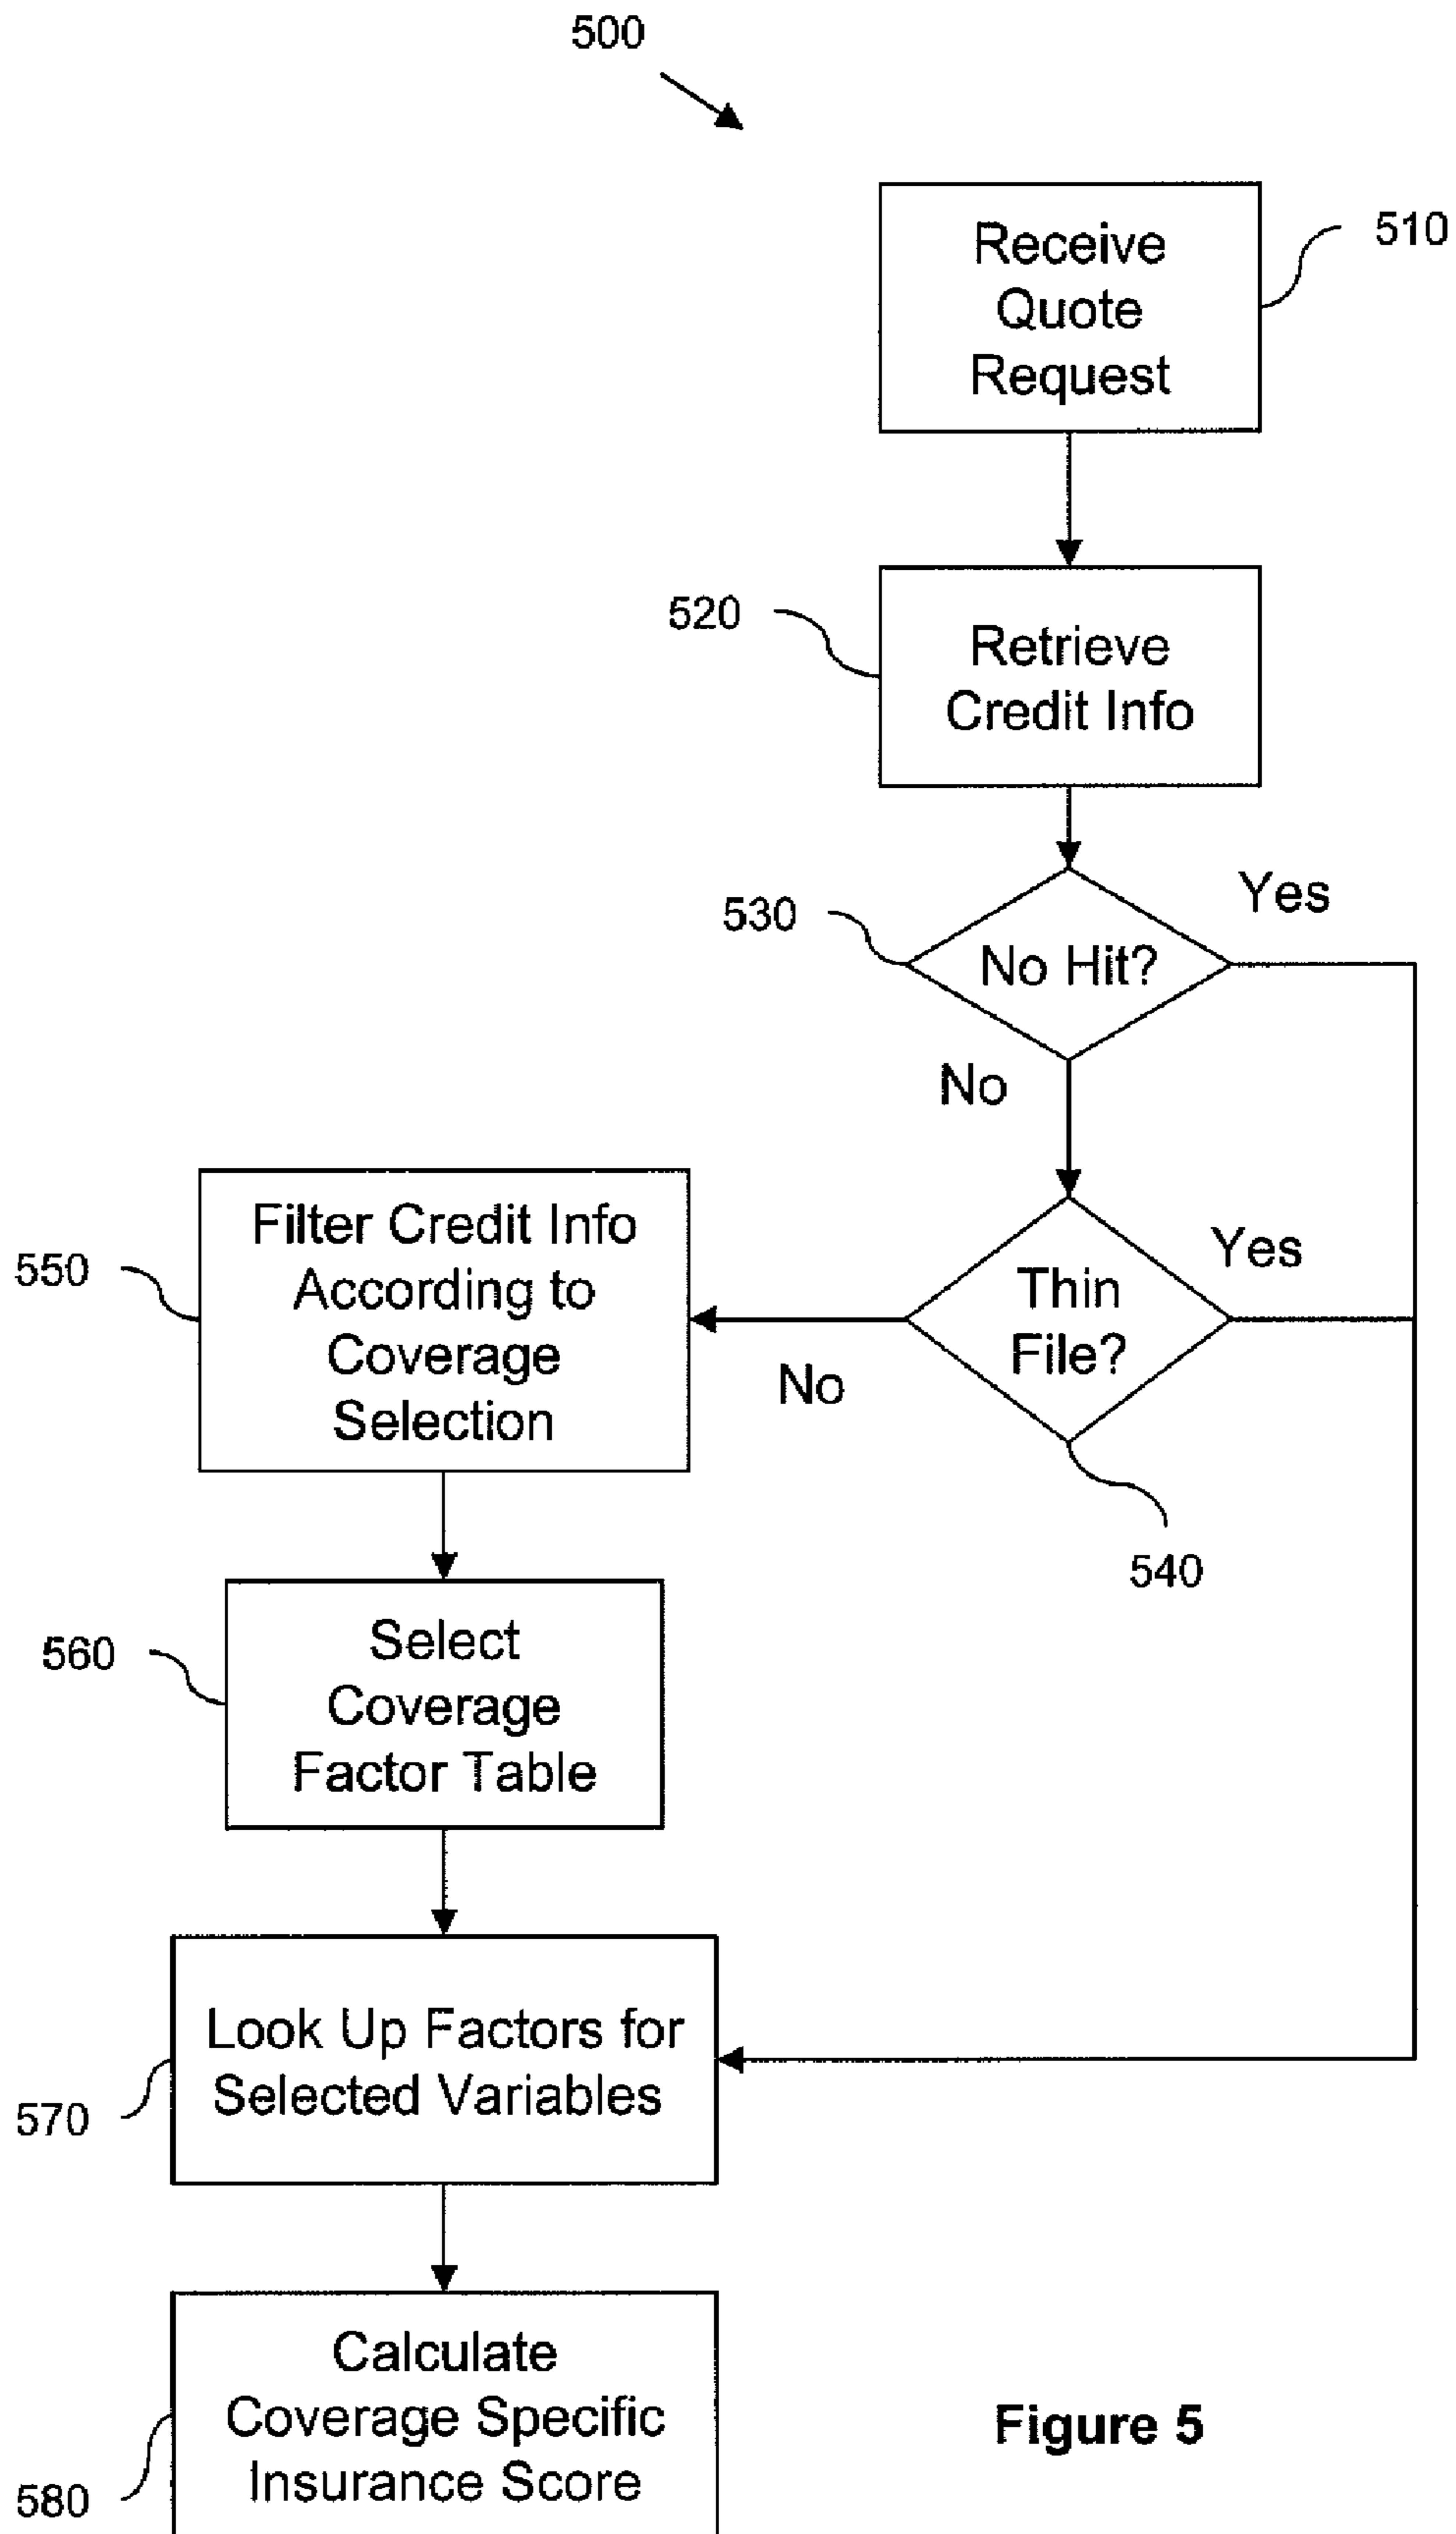 500
Receive
Quote
Request
510
520
Retrieve
Credit Info
530
No Hit?
Yes
No
Thin
File?
Yes
No
540
550
Filter Credit Info
According to
Coverage
Selection
560
Select
Coverage
Factor Table
570
Look Up Factors for
Selected Variables
580
Calculate
Coverage Specific
Insurance Score
Figure 5